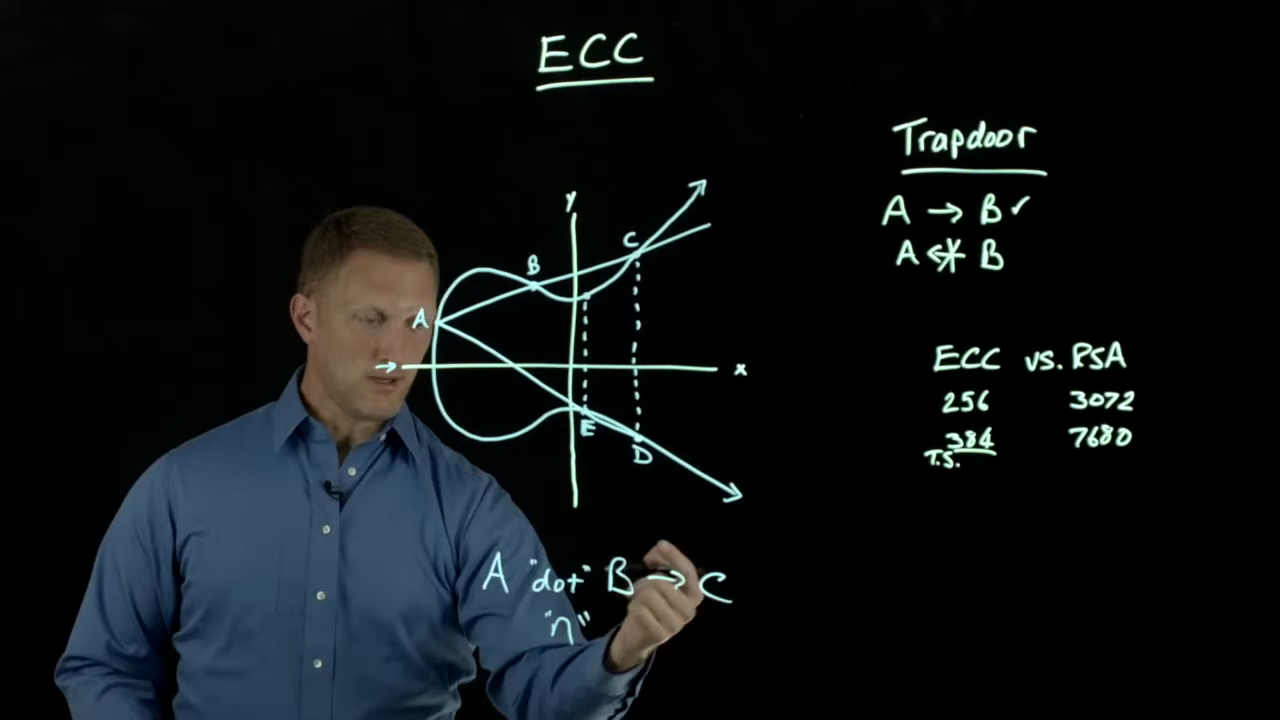 ECC
Trapdoor
A → B ✓
A <* B
y
C
B
A
→
x
E
D
ECC vs. RSA
256 3072
384 7680
T.S.
A "dot" B → C
"n"